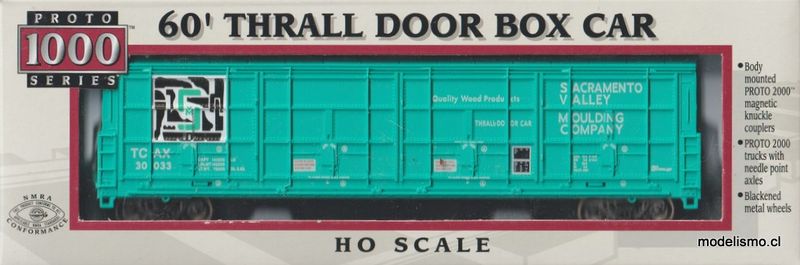 PROTO
1000
SERIES
™
60' THRALL DOOR BOX CAR
Quality Wood Products
SACRAMENTO
VALLEY
MOULDING
COMPANY
THRALL-DOOR CAR
TCAX
30033
• Body
mounted
PROTO 2000™
magnetic
knuckle
couplers
• PROTO 2000
trucks with
needle point
axles
• Blackened
metal wheels
NMRA
CONFORMANCE
HO SCALE
modelismo.cl